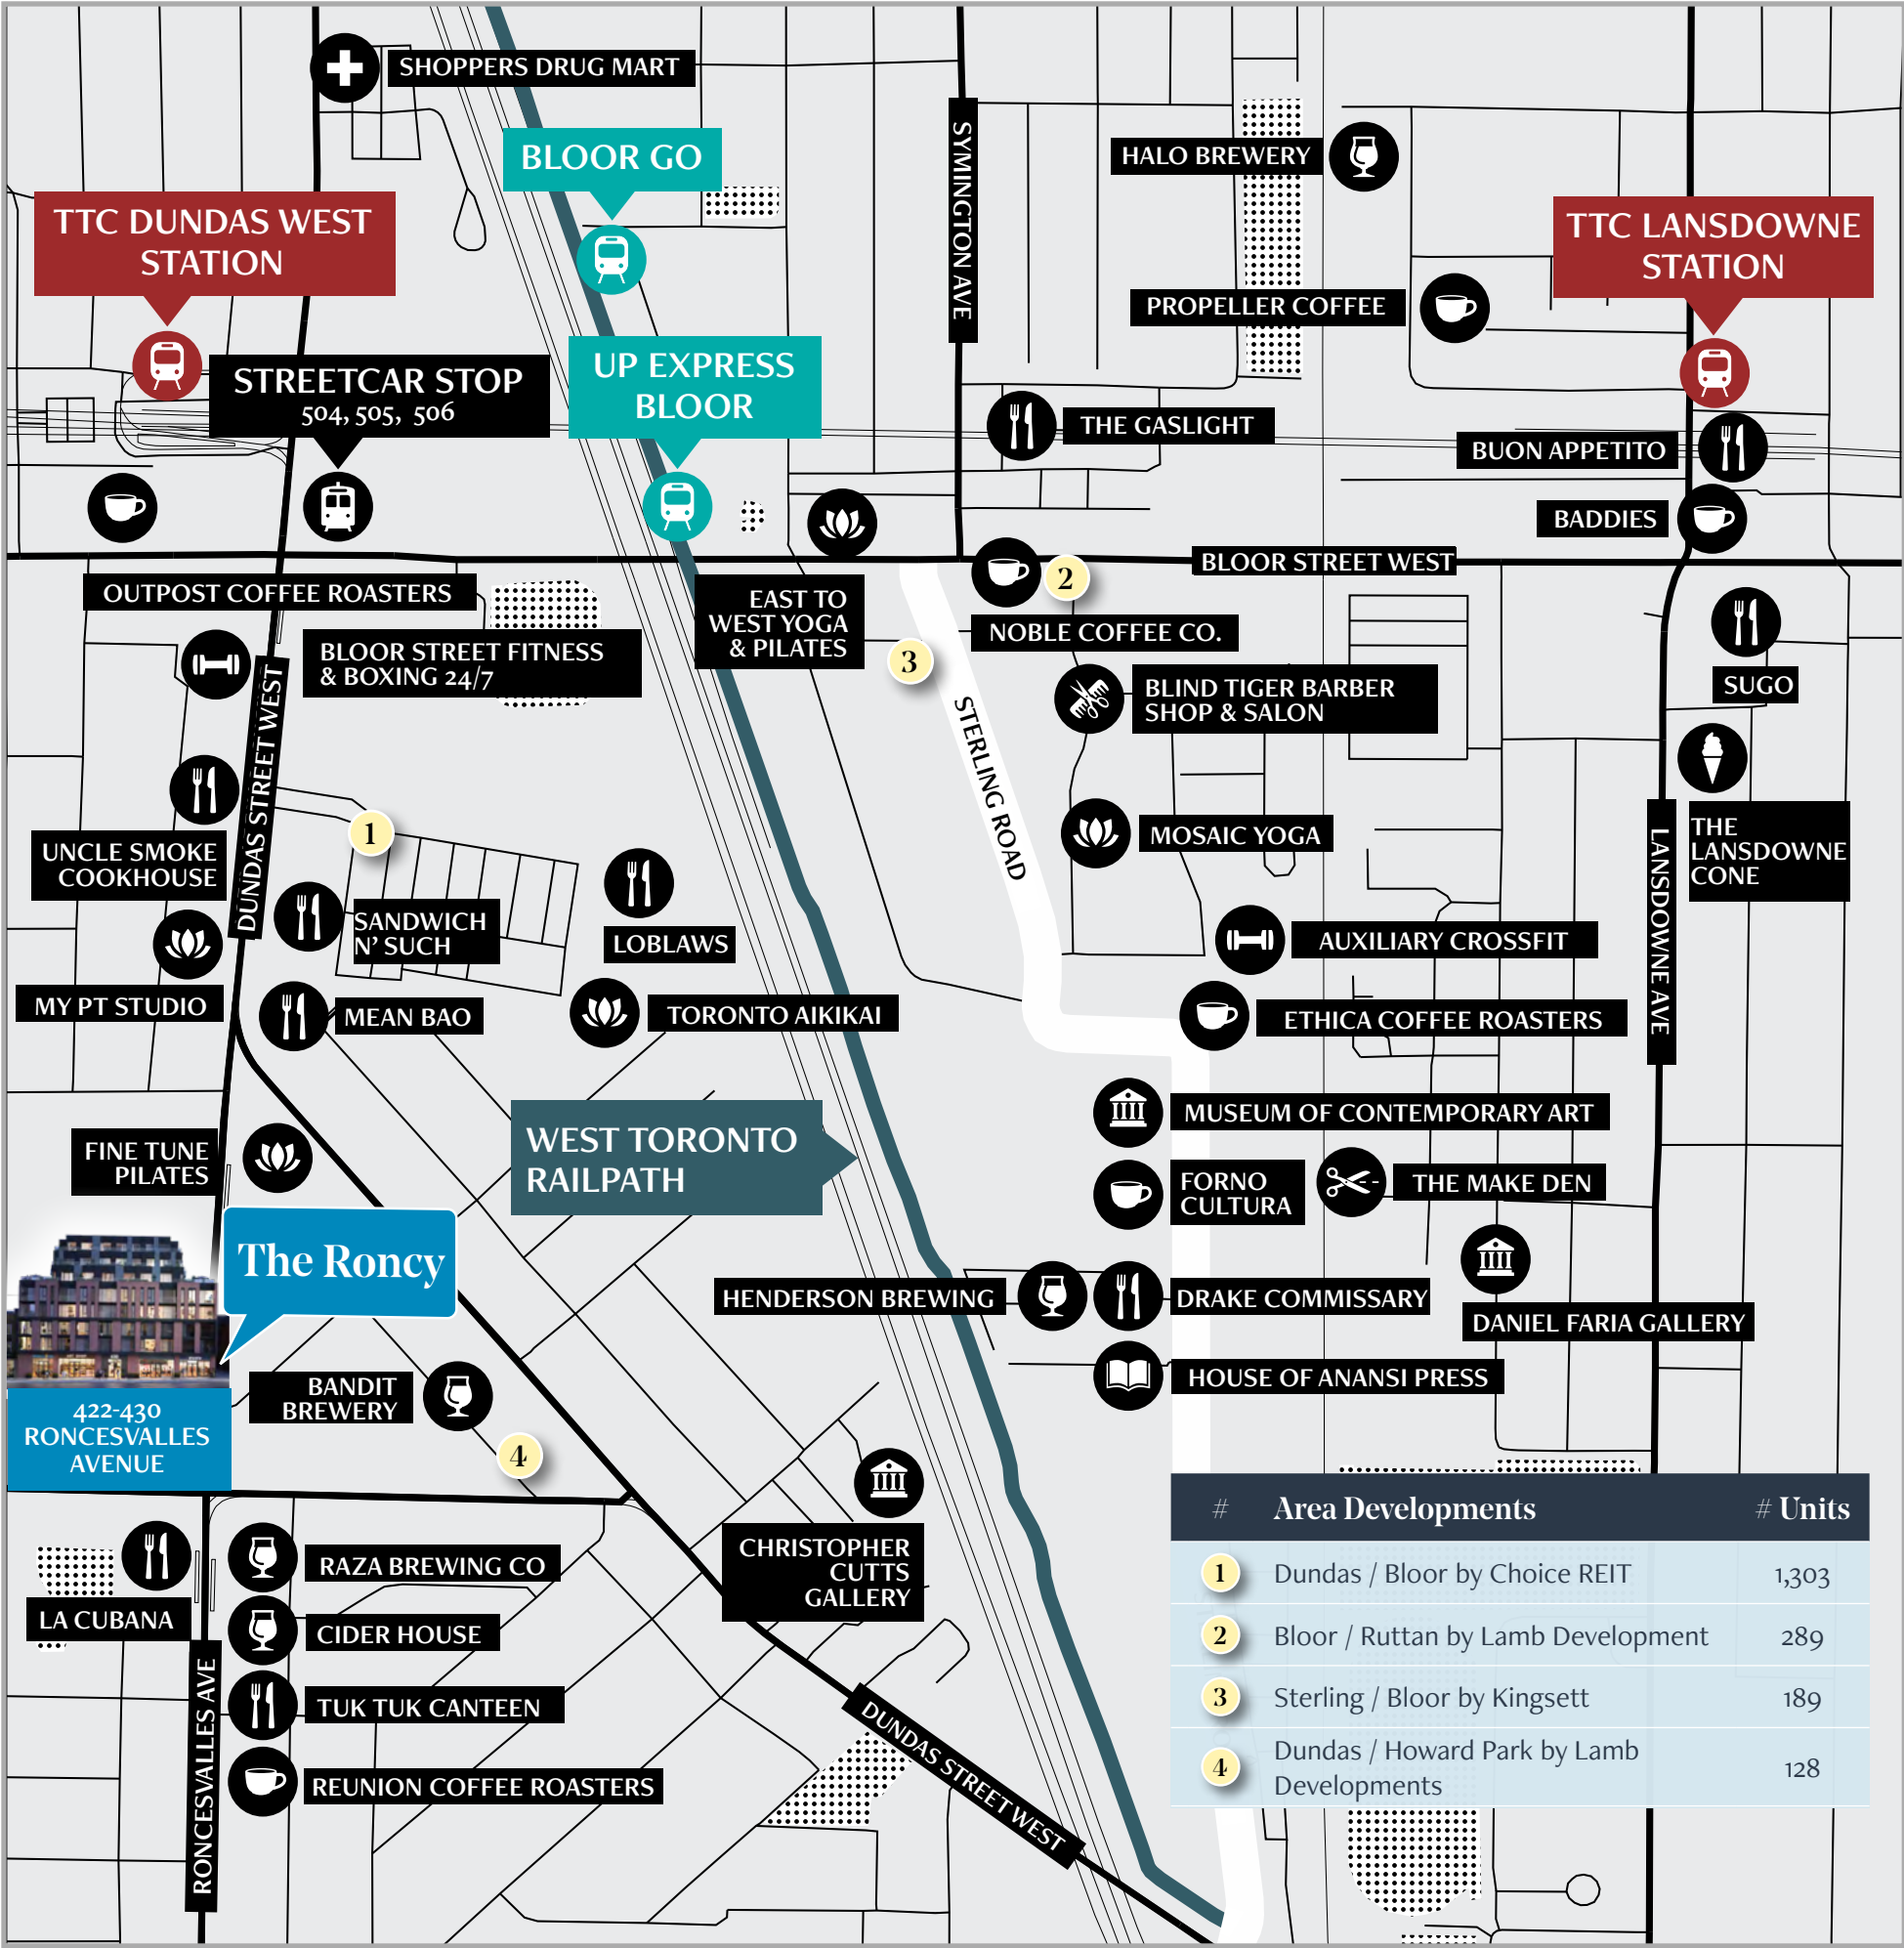 SHOPPERS DRUG MART
BLOOR GO
SYMINGTON AVE
HALO BREWERY
TTC DUNDAS WEST
STATION
TTC LANSDOWNE
STATION
PROPELLER COFFEE
STREETCAR STOP
504, 505, 506
UP EXPRESS
BLOOR
THE GASLIGHT
BUON APPETITO
BADDIES
BLOOR STREET WEST
OUTPOST COFFEE ROASTERS
EAST TO
WEST YOGA
& PILATES
2
NOBLE COFFEE CO.
BLOOR STREET FITNESS
& BOXING 24/7
3
STERLING ROAD
BLIND TIGER BARBER
SHOP & SALON
SUGO
DUNDAS STREET WEST
1
MOSAIC YOGA
THE
LANSDOWNE
CONE
LANSDOWNE AVE
UNCLE SMOKE
COOKHOUSE
SANDWICH
N' SUCH
LOBLAWS
AUXILIARY CROSSFIT
MY PT STUDIO
MEAN BAO
TORONTO AIKIKAI
ETHICA COFFEE ROASTERS
MUSEUM OF CONTEMPORARY ART
WEST TORONTO
RAILPATH
FINE TUNE
PILATES
FORNO
CULTURA
THE MAKE DEN
The Roncy
HENDERSON BREWING
DRAKE COMMISSARY
DANIEL FARIA GALLERY
HOUSE OF ANANSI PRESS
BANDIT
BREWERY
422-430
RONCESVALLES
AVENUE
4
CHRISTOPHER
CUTTS
GALLERY
RAZA BREWING CO
LA CUBANA
CIDER HOUSE
RONCESVALLES AVE
TUK TUK CANTEEN
REUNION COFFEE ROASTERS
DUNDAS STREET WEST
# Area Developments # Units
1 Dundas / Bloor by Choice REIT 1,303
2 Bloor / Ruttan by Lamb Development 289
3 Sterling / Bloor by Kingsett 189
4 Dundas / Howard Park by Lamb
Developments 128